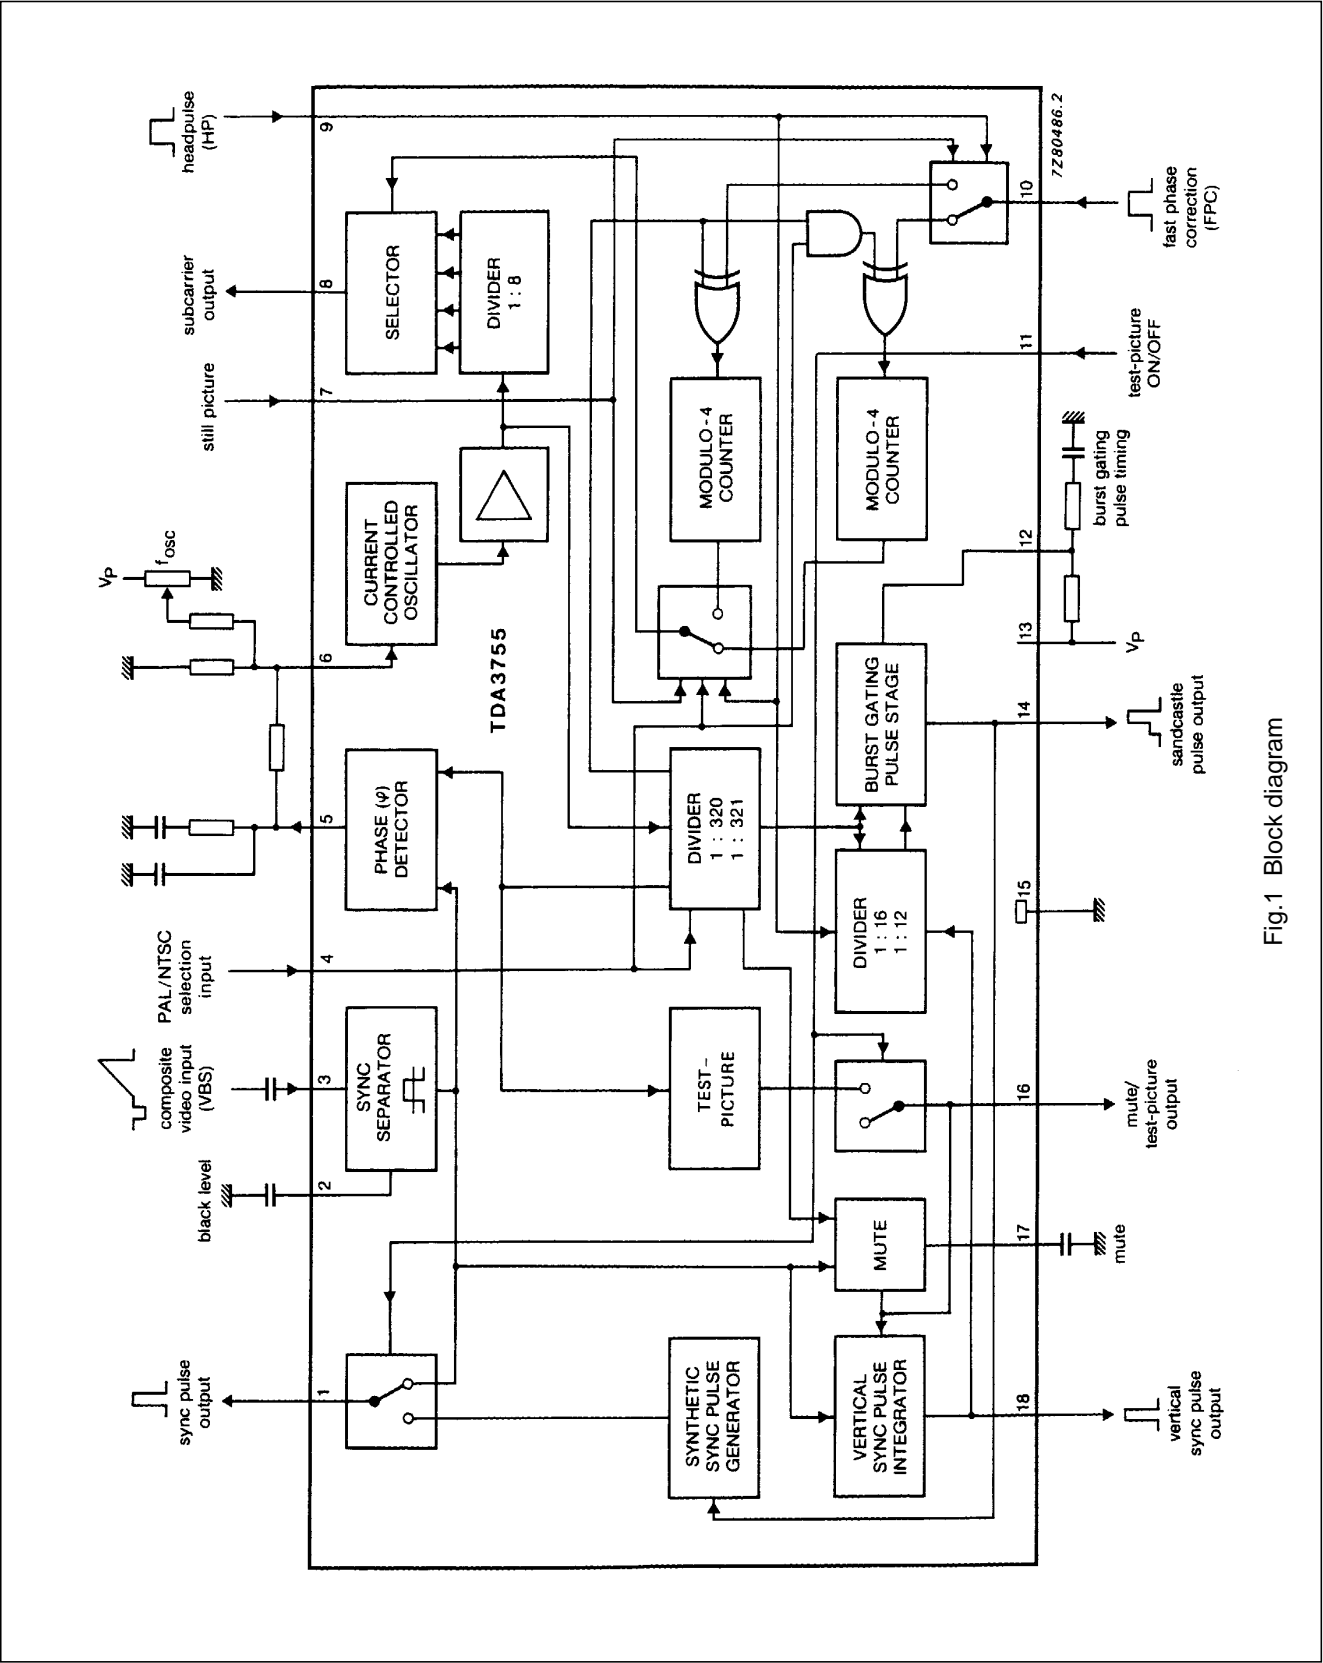 sync pulse
output
black level
composite
video input
(VBS)
PAL/NTSC
selection
input
VP
fosc
still picture
subcarrier
output
headpulse
(HP)
1
2
3
4
5
6
7
8
9
SYNC
SEPARATOR
PHASE (φ)
DETECTOR
CURRENT
CONTROLLED
OSCILLATOR
SELECTOR
TDA3755
DIVIDER
1 : 8
SYNTHETIC
SYNC PULSE
GENERATOR
TEST-
PICTURE
DIVIDER
1 : 320
1 : 321
MODULO-4
COUNTER
VERTICAL
SYNC PULSE
INTEGRATOR
MUTE
DIVIDER
1 : 16
1 : 12
BURST GATING
PULSE STAGE
MODULO-4
COUNTER
18
17
16
15
14
13
12
11
10
7Z80486.2
vertical
sync pulse
output
mute
mute/
test-picture
output
sandcastle
pulse output
VP
burst gating
pulse timing
test-picture
ON/OFF
fast phase
correction
(FPC)
Fig.1 Block diagram